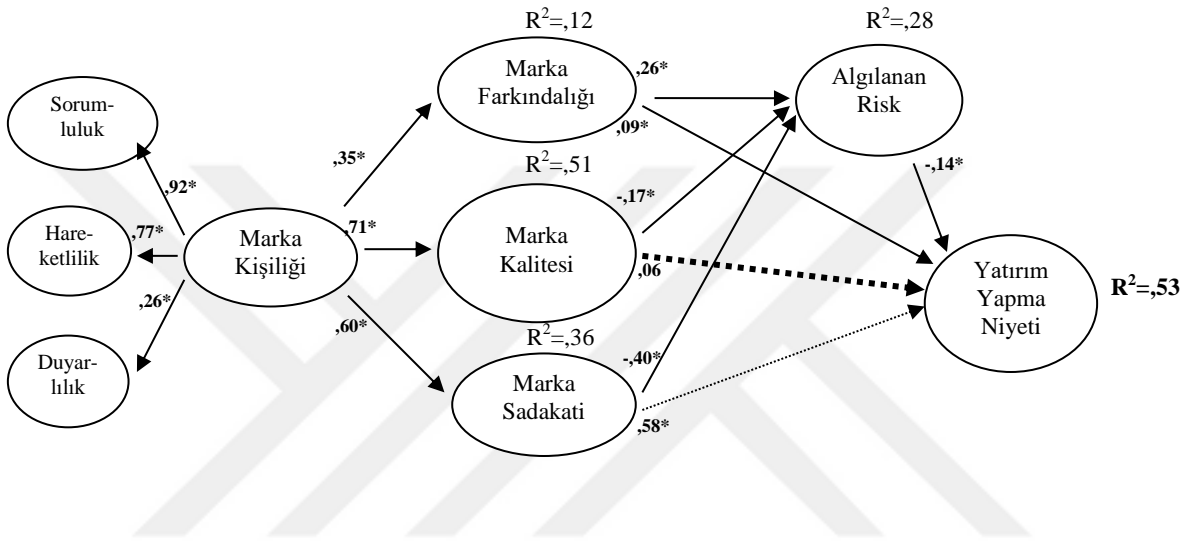 R²=,12
R²=,28
Marka
Farkındalığı
,26*
Algılanan
Risk
Sorum-
luluk
,09*
,35*
R²=,51
-,14*
,92*
-,17*
Hare-
ketlilik
,77*
Marka
Kişiliği
,71*
Marka
Kalitesi
,06
Yatırım
Yapma
Niyeti
R²=,53
,26*
,60*
R²=,36
Duyar-
lılık
-,40*
Marka
Sadakati
,58*